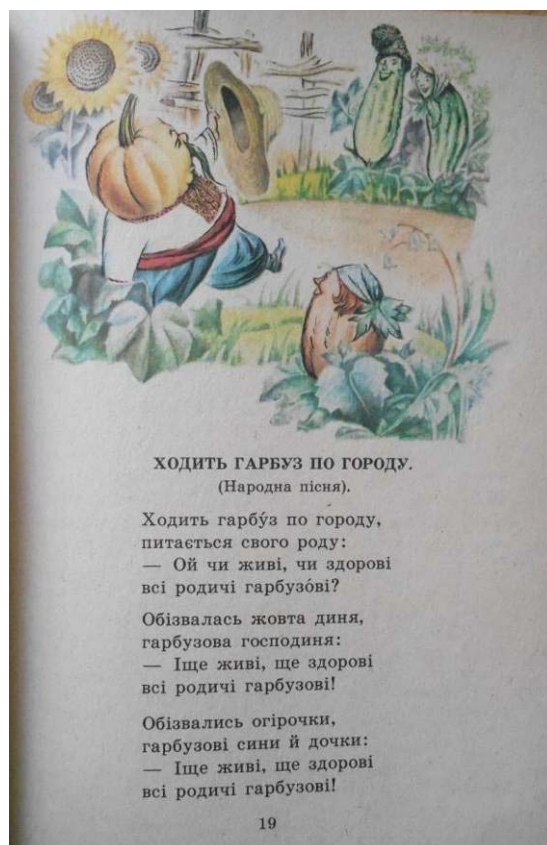 ХОДИТЬ ГАРБУЗ ПО ГОРОДУ.
(Народна пісня).
Ходить гарбу́з по городу,
питається свого роду:
— Ой чи живі, чи здорові
всі родичі гарбузо́ві?
Обізвалась жовта диня,
гарбузова господиня:
— Іще живі, ще здорові
всі родичі гарбузові!
Обізвались огірочки,
гарбузові сини й дочки:
— Іще живі, ще здорові
всі родичі гарбузові!
19